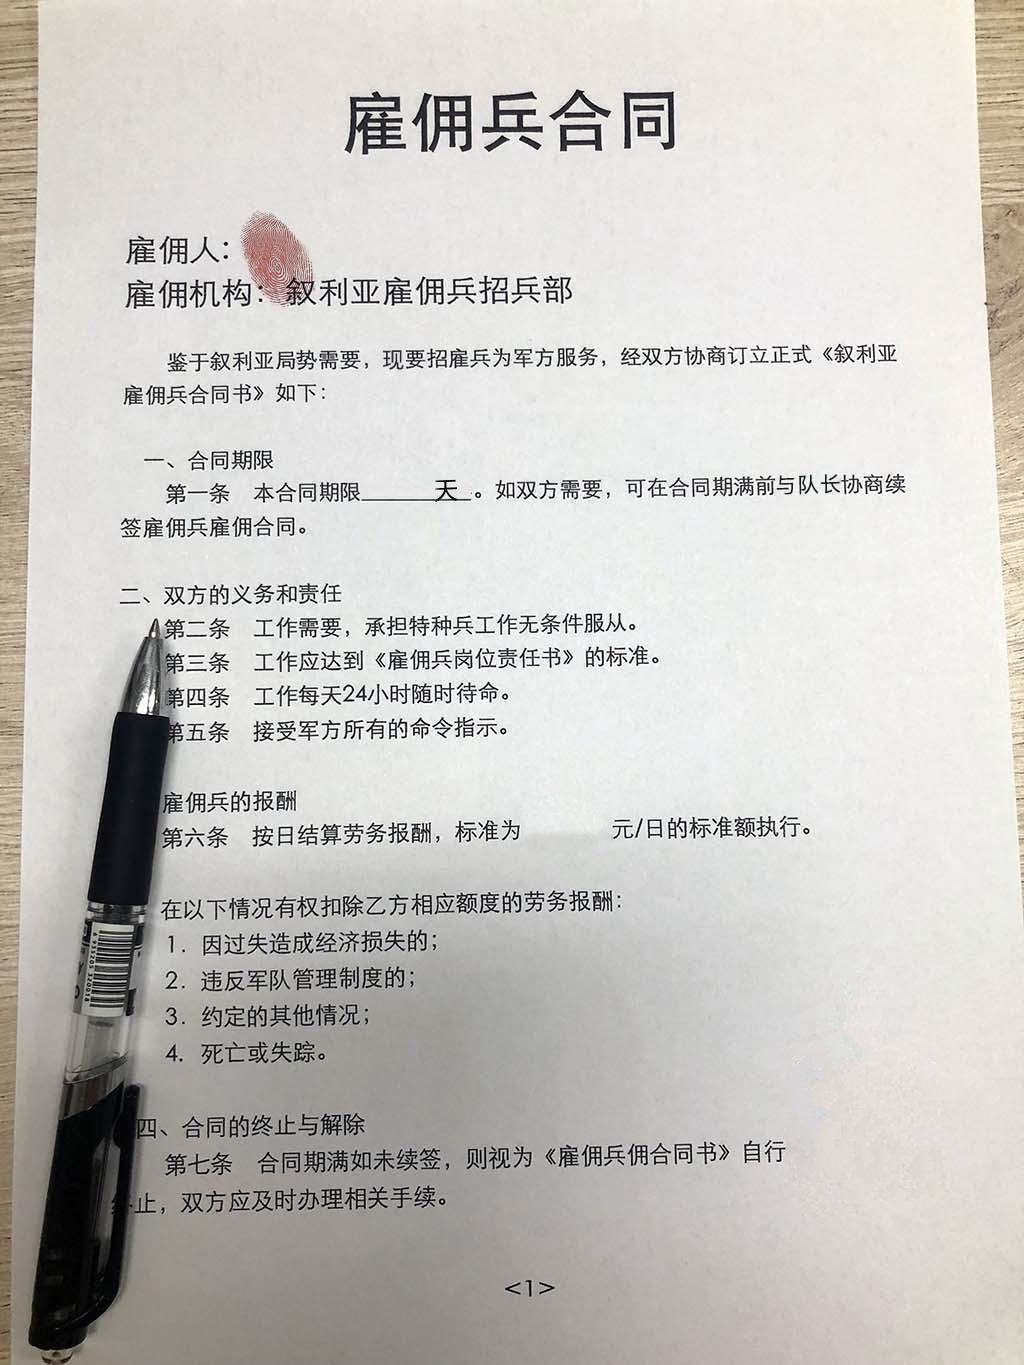 雇佣兵合同
雇佣人：
雇佣机构：叙利亚雇佣兵招兵部
鉴于叙利亚局势需要，现要招雇兵为军方服务，经双方协商订立正式《叙利亚
雇佣兵合同书》如下：
一、合同期限
第一条 本合同期限______天 。如双方需要，可在合同期满前与队长协商续
签雇佣兵雇佣合同。
二、双方的义务和责任
第二条 工作需要，承担特种兵工作无条件服从。
第三条 工作应达到《雇佣兵岗位责任书》的标准。
第四条 工作每天24小时随时待命。
第五条 接受军方所有的命令指示。
雇佣兵的报酬
第六条 按日结算劳务报酬，标准为 元/日的标准额执行。
在以下情况有权扣除乙方相应额度的劳务报酬：
1. 因过失造成经济损失的；
2. 违反军队管理制度的；
3. 约定的其他情况；
4. 死亡或失踪。
四、合同的终止与解除
第七条 合同期满如未续签，则视为《雇佣兵佣合同书》自行
终止，双方应及时办理相关手续。
<1>